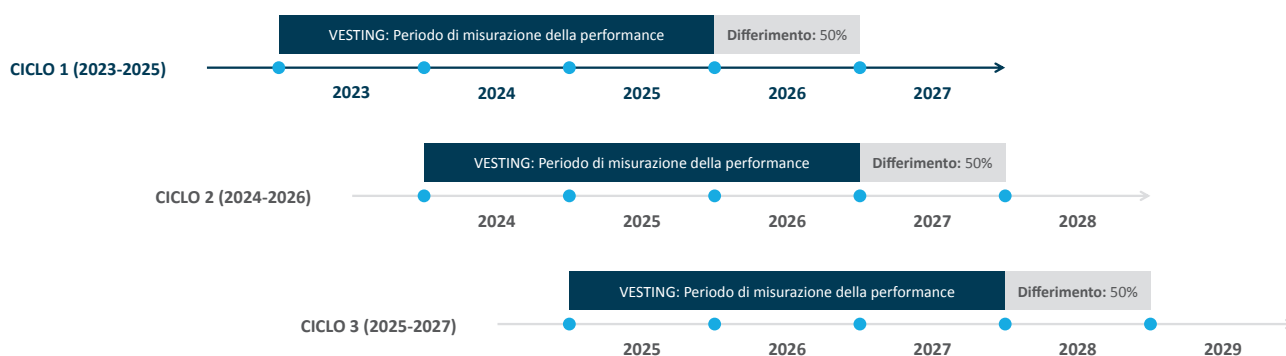 VESTING: Periodo di misurazione della performance Differimento: 50%
CICLO 1 (2023-2025)
2023 2024 2025 2026 2027
VESTING: Periodo di misurazione della performance Differimento: 50%
CICLO 2 (2024-2026)
2024 2025 2026 2027 2028
VESTING: Periodo di misurazione della performance Differimento: 50%
CICLO 3 (2025-2027)
2025 2026 2027 2028 2029